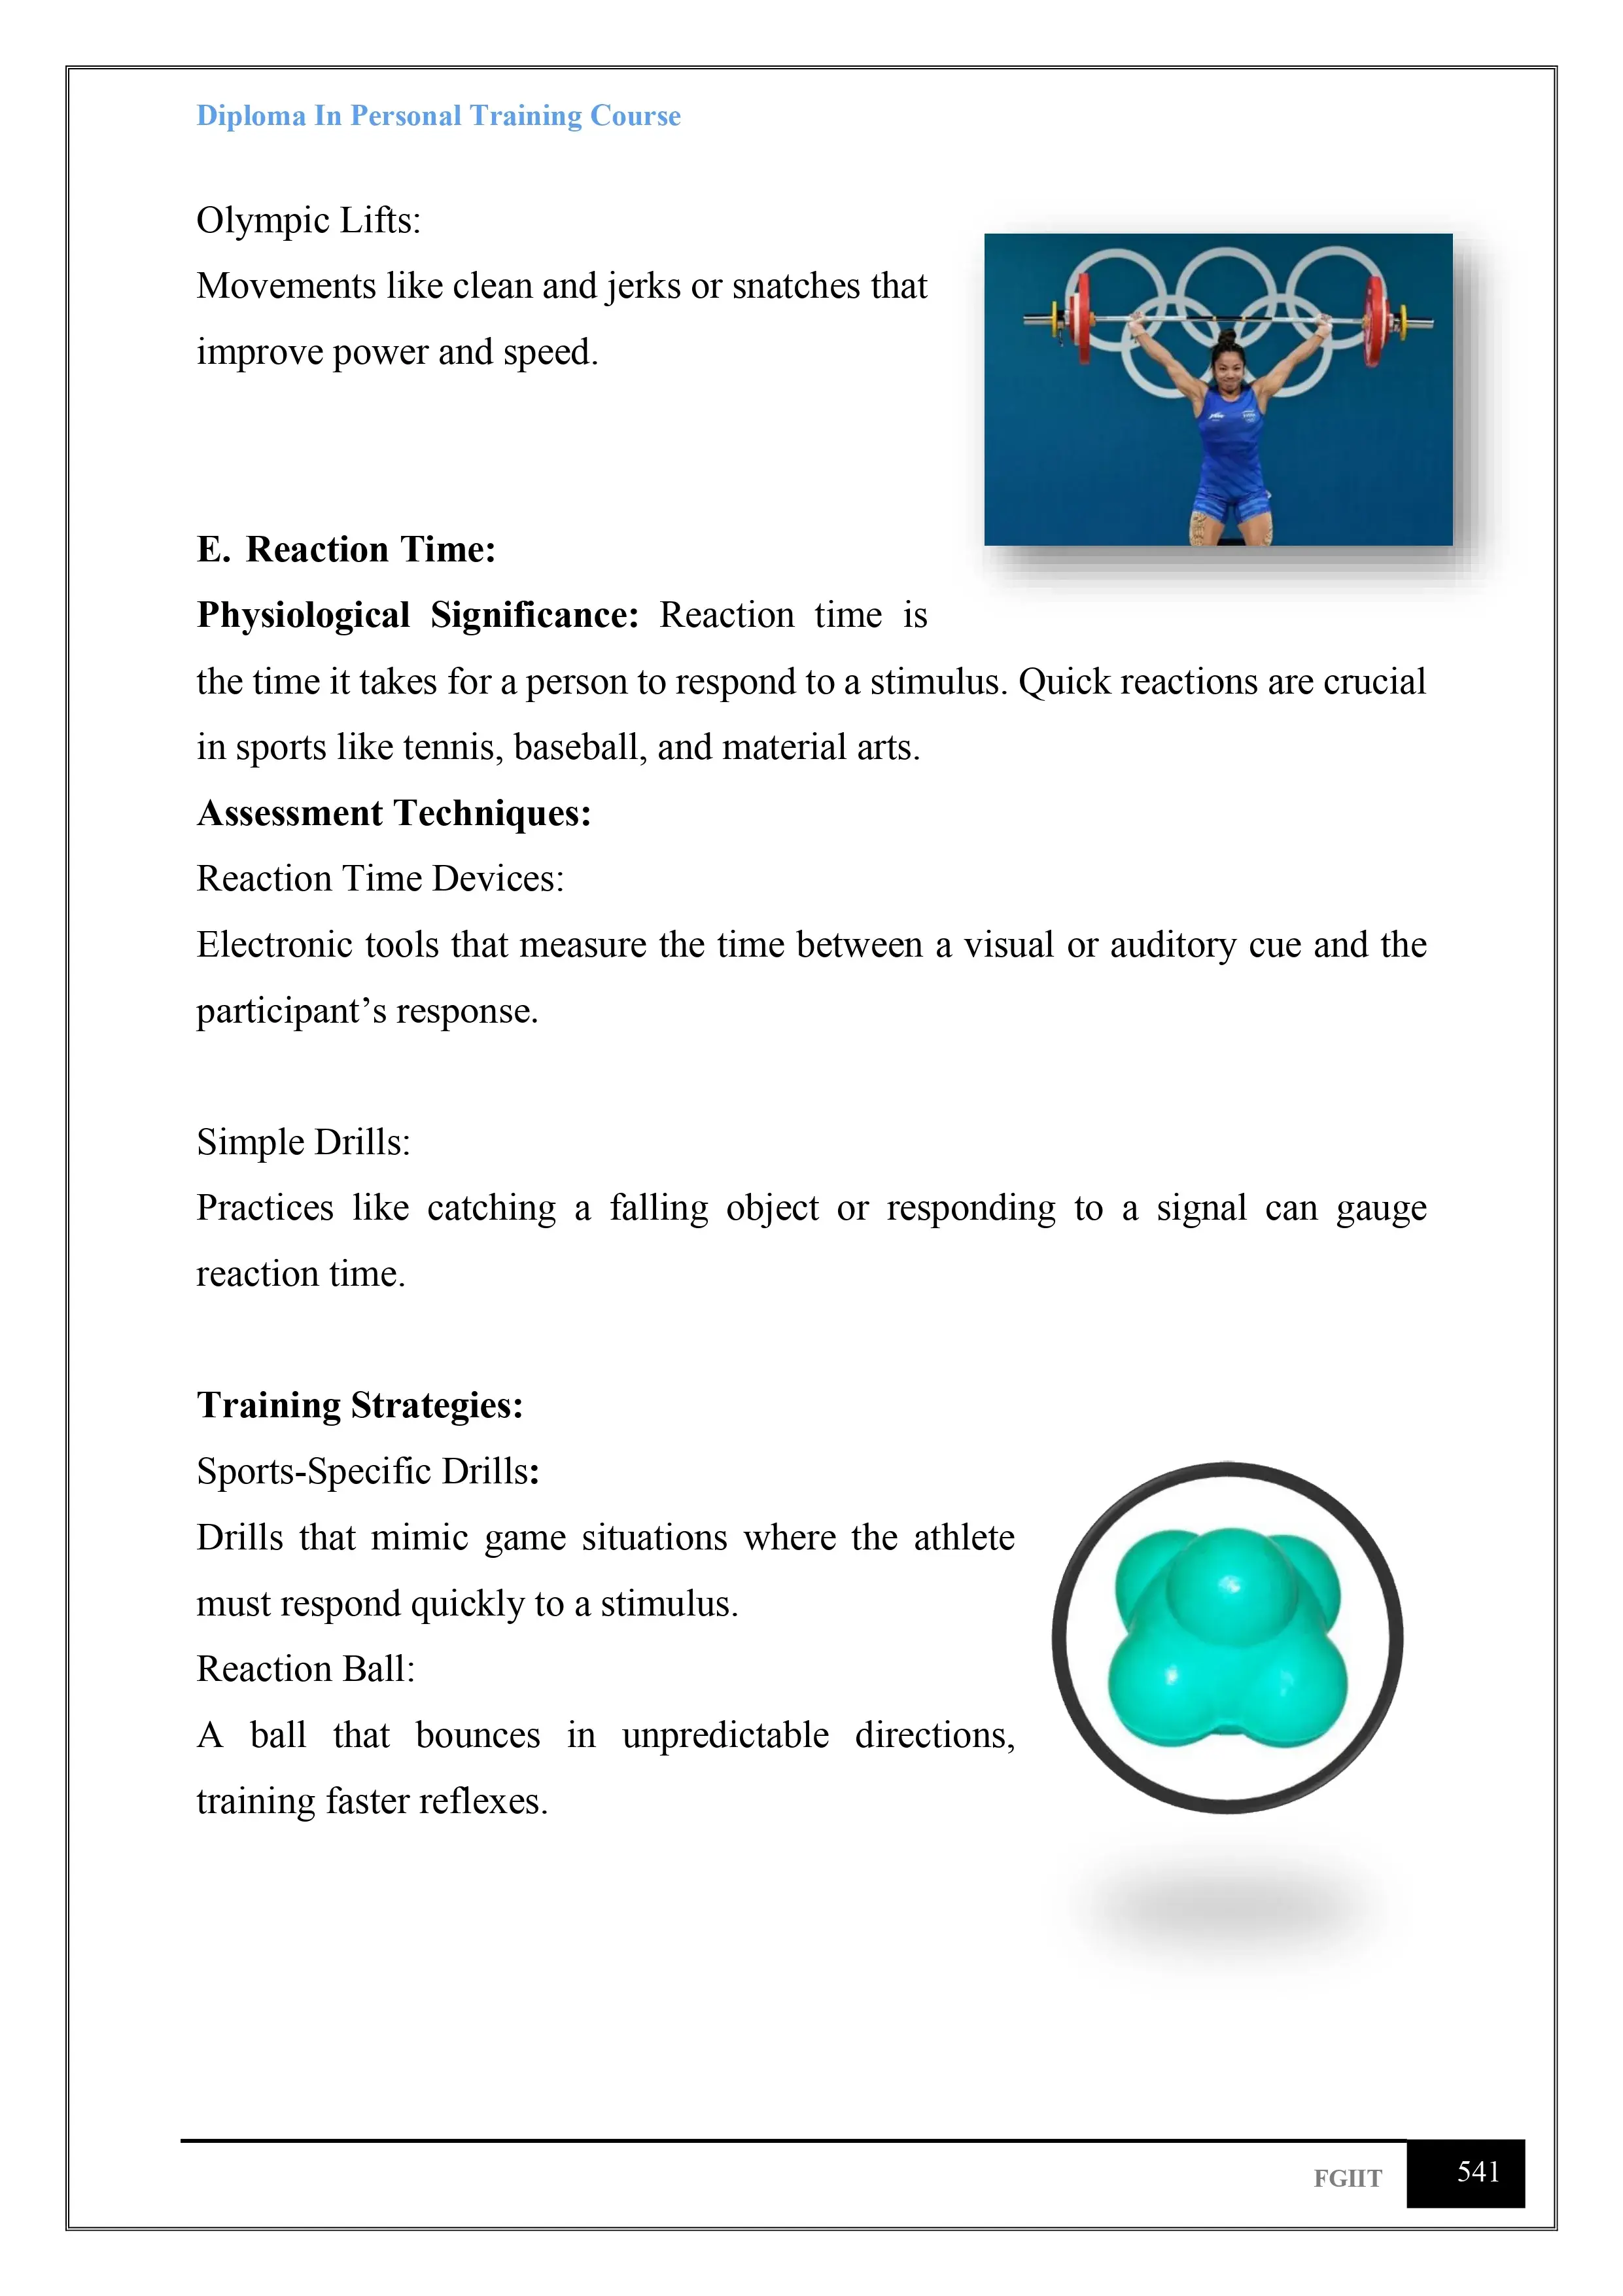 Diploma In Personal Training Course
Olympic Lifts:
Movements like clean and jerks or snatches that
improve power and speed.
E. Reaction Time:
Physiological Significance: Reaction time is
the time it takes for a person to respond to a stimulus. Quick reactions are crucial
in sports like tennis, baseball, and material arts.
Assessment Techniques:
Reaction Time Devices:
Electronic tools that measure the time between a visual or auditory cue and the
participant’s response.
Simple Drills:
Practices like catching a falling object or responding to a signal can gauge
reaction time.
Training Strategies:
Sports-Specific Drills:
Drills that mimic game situations where the athlete
must respond quickly to a stimulus.
Reaction Ball:
A ball that bounces in unpredictable directions,
training faster reflexes.
FGIIT
541